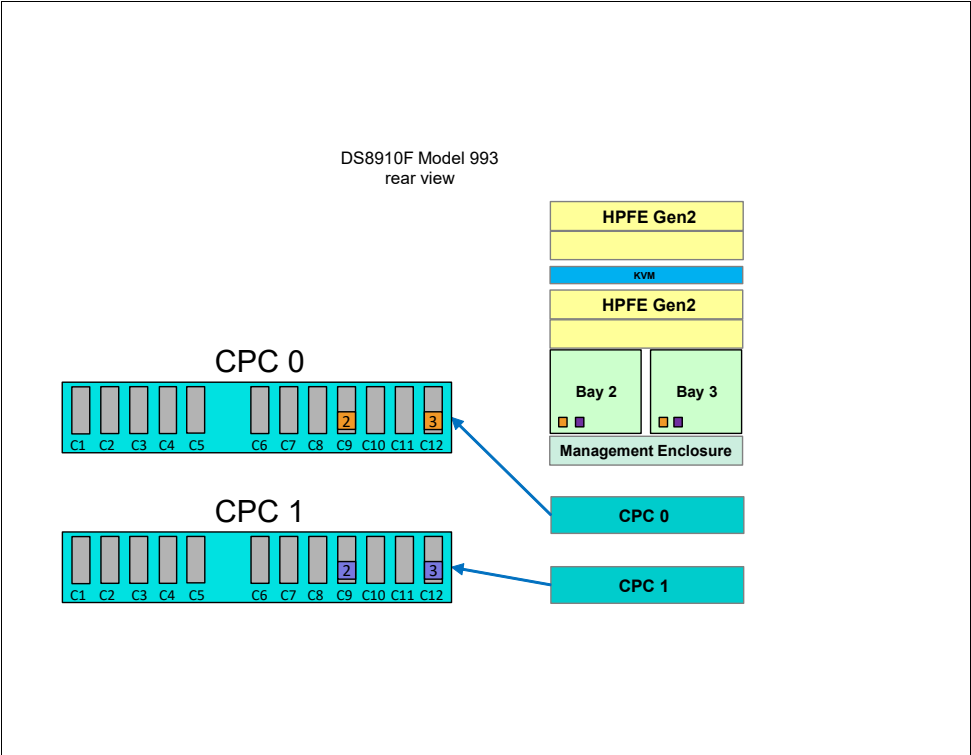 DS8910F Model 993
rear view
HPFE Gen2
KVM
HPFE Gen2
CPC 0
2 3
C1 C2 C3 C4 C5 C6 C7 C8 C9 C10 C11 C12
Bay 2 Bay 3
Management Enclosure
CPC 1
2 3
C1 C2 C3 C4 C5 C6 C7 C8 C9 C10 C11 C12
CPC 0
CPC 1